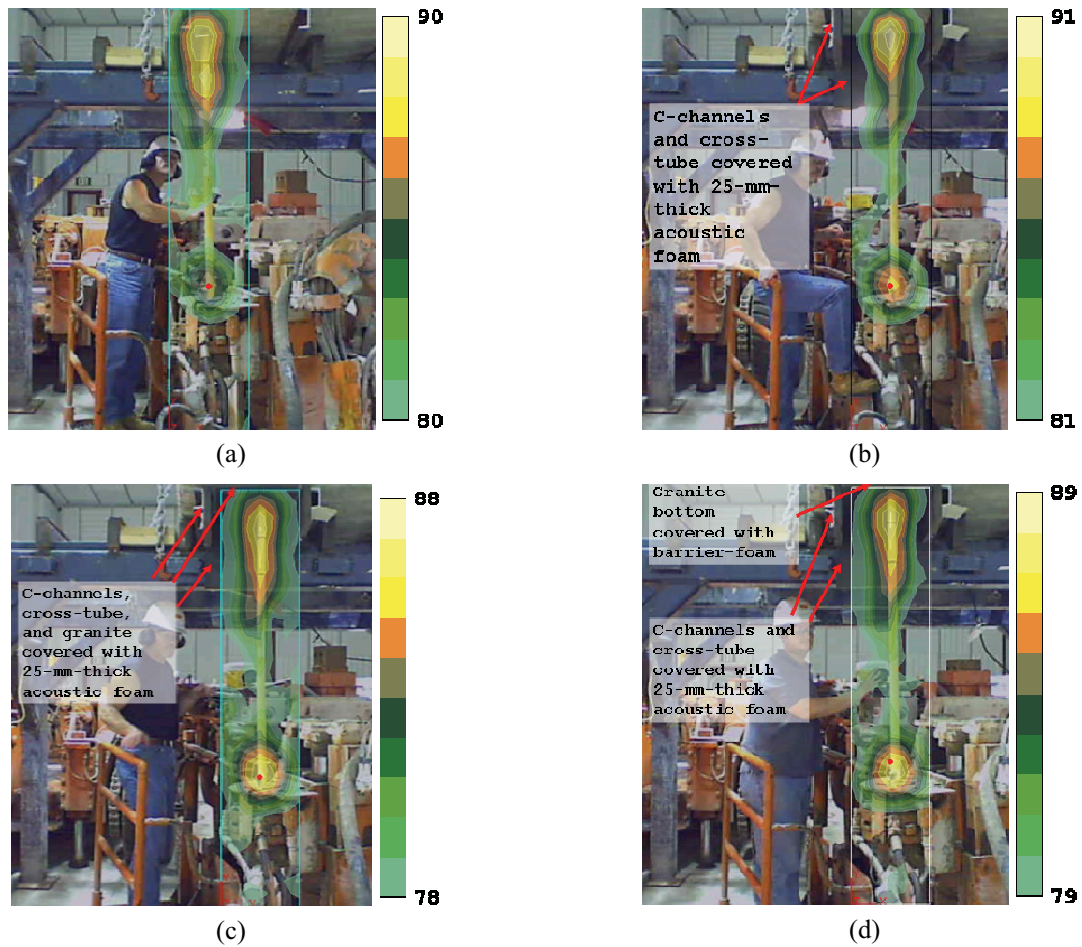 90
80
(a)
C-channels
and cross-
tube covered
with 25-mm-
thick
acoustic
foam
91
81
(b)
C-channels,
cross-tube,
and granite
covered with
25-mm-thick
acoustic foam
88
78
(c)
Granite
bottom
covered with
barrier-foam
C-channels and
cross-tube
covered with
25-mm-thick
acoustic foam
89
79
(d)